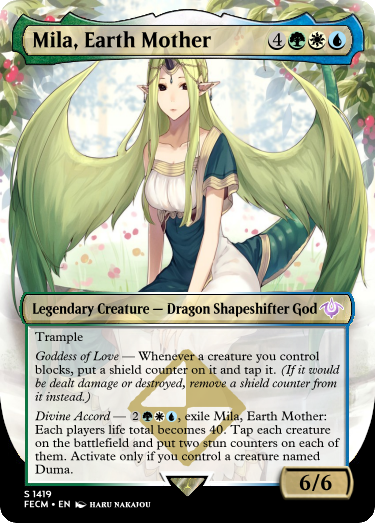 Mila, Earth Mother 4
Legendary Creature — Dragon Shapeshifter God
Trample
Goddess of Love — Whenever a creature you control
blocks, put a shield counter on it and tap it. (If it would
be dealt damage or destroyed, remove a shield counter from
it instead.)
Divine Accord — 2, exile Mila, Earth Mother:
Each players life total becomes 40. Tap each creature
on the battlefield and put two stun counters on each of
them. Activate only if you control a creature named
Duma.
6/6
S 1419
FECM • EN HARU NAKAJOU